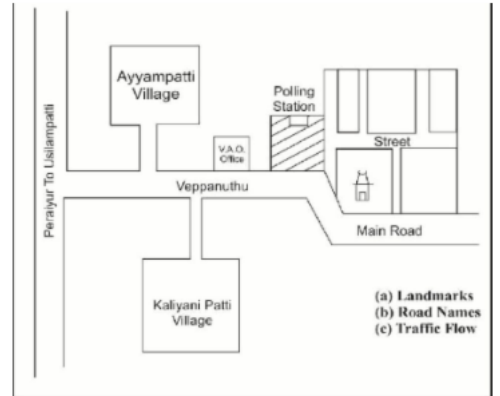 Ayyampatti
Village
Polling
Station
V.A.O.
Office
Street
Peraiyur To Usilampatti
Veppanuthu
Main Road
Kaliyani Patti
Village
(a) Landmarks
(b) Road Names
(c) Traffic Flow